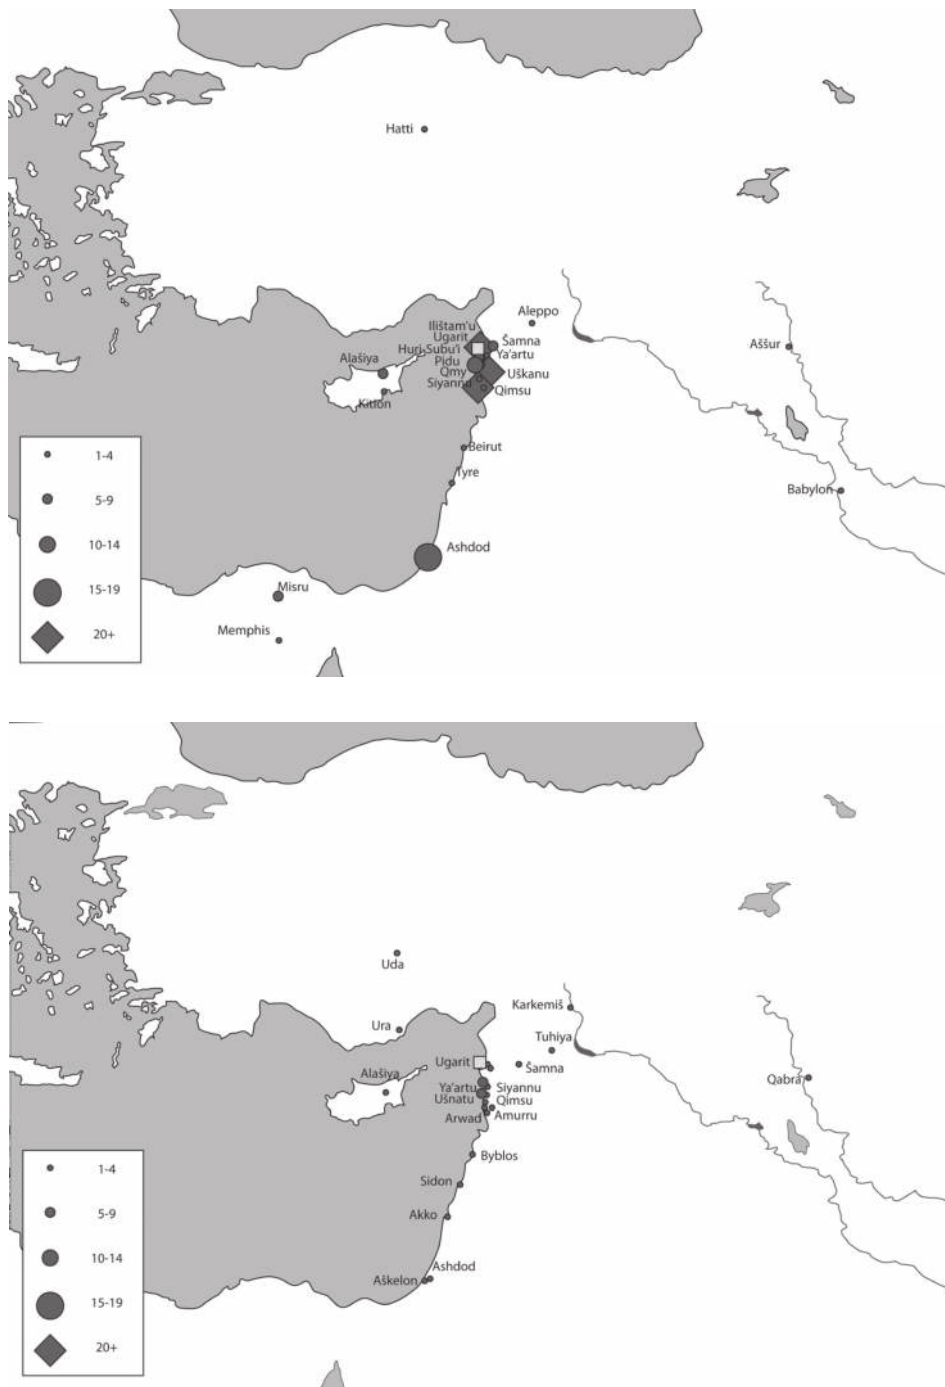 Hatti
Aleppo
Ilištam'u
Ugarit
Šamna
Huri-Subu'i
Ya'artu
Aššur
Alašiya
Pidu
Qmy
Uškanu
Siyannu
Qimsu
Kition
Beirut
1-4
Tyre
Babylon
5-9
10-14
Ashdod
15-19
Misru
Memphis
20+
Uda
Karkemiš
Ura
Tuhiya
Ugarit
Šamna
Alašiya
Qabra
Ya'artu
Siyannu
Ušnatu
Qimsu
Arwad
Amurru
Byblos
1-4
Sidon
5-9
Akko
10-14
Ashdod
Aškelon
15-19
20+